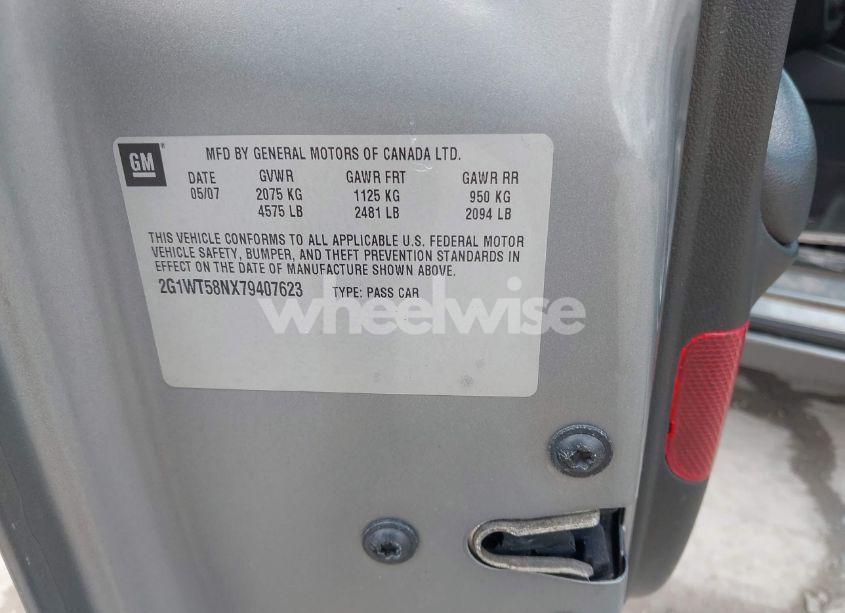 GM
MFD BY GENERAL MOTORS OF CANADA LTD.
DATE GVWR GAWR FRT GAWR RR
05/07 2075 KG 1125 KG 950 KG
4575 LB 2481 LB 2094 LB
THIS VEHICLE CONFORMS TO ALL APPLICABLE U.S. FEDERAL MOTOR
VEHICLE SAFETY, BUMPER, AND THEFT PREVENTION STANDARDS IN
EFFECT ON THE DATE OF MANUFACTURE SHOWN ABOVE.
2G1WT58NX79407623 TYPE: PASS CAR
wheelwise